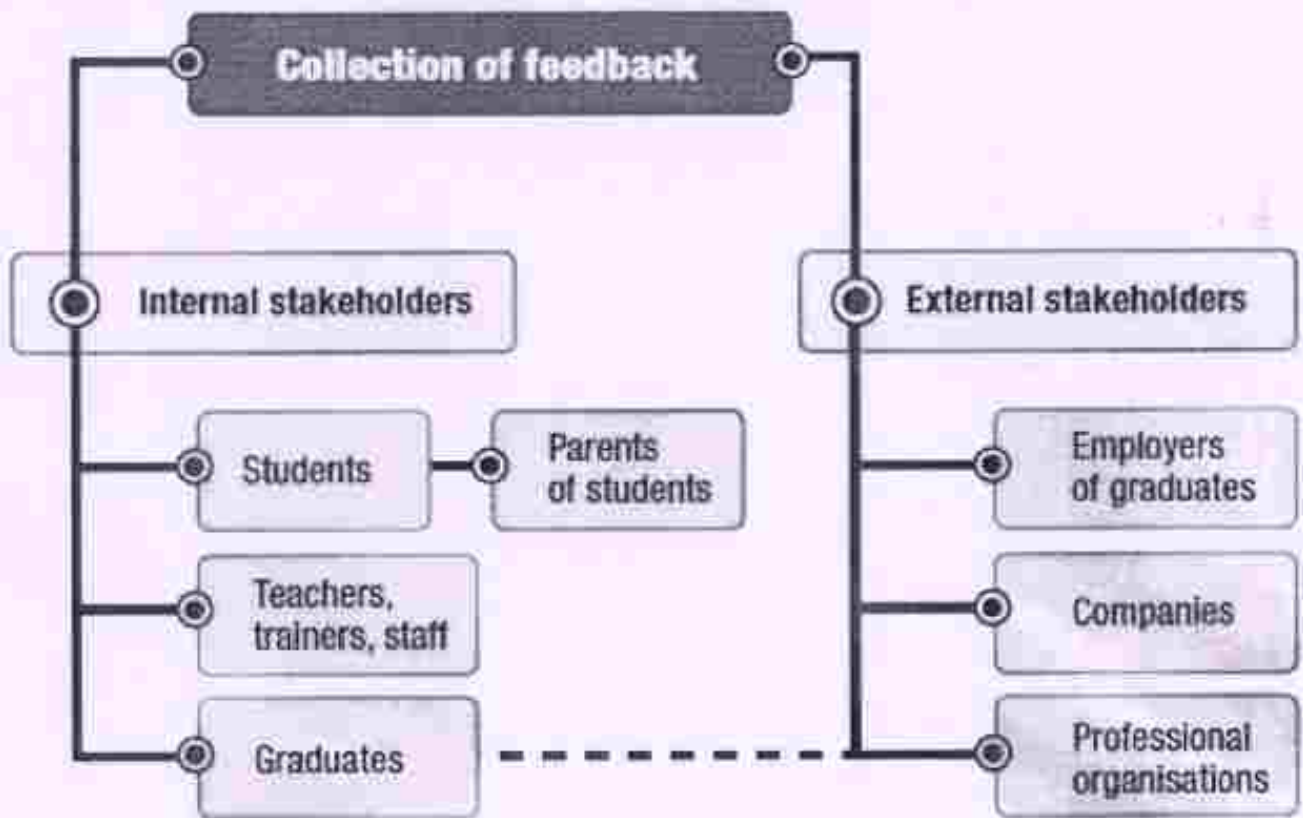 Collection of feedback
Internal stakeholders
External stakeholders
Students
Parents
of students
Employers
of graduates
Teachers,
trainers, staff
Companies
Graduates
Professional
organisations